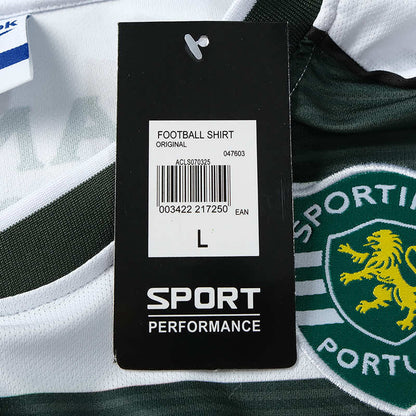 FOOTBALL SHIRT
ORIGINAL
047603
ACLS070325
003422 217250 EAN
L
SPORT
PERFORMANCE
SPORTI
PORTU